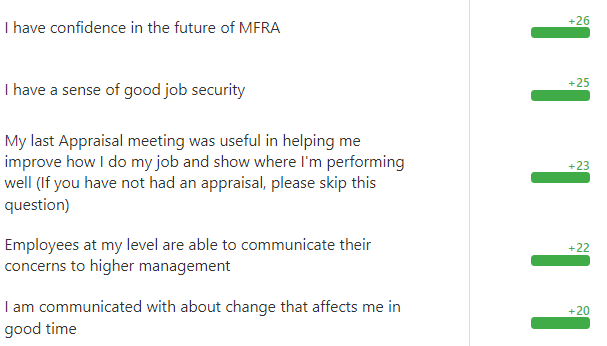 I have confidence in the future of MFRA
+26
I have a sense of good job security
+25
My last Appraisal meeting was useful in helping me
improve how I do my job and show where I'm performing
well (If you have not had an appraisal, please skip this
question)
+23
Employees at my level are able to communicate their
concerns to higher management
+22
I am communicated with about change that affects me in
good time
+20